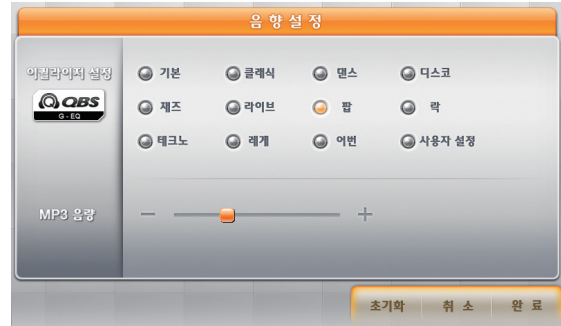 음향설정
이퀄라이저 설정
QBS
G-EQ
기본 클래식 댄스 디스코
재즈 라이브 팝 락
테크노 레게 어번 사용자 설정
MP3 음량 - +
초기화 취소 완료